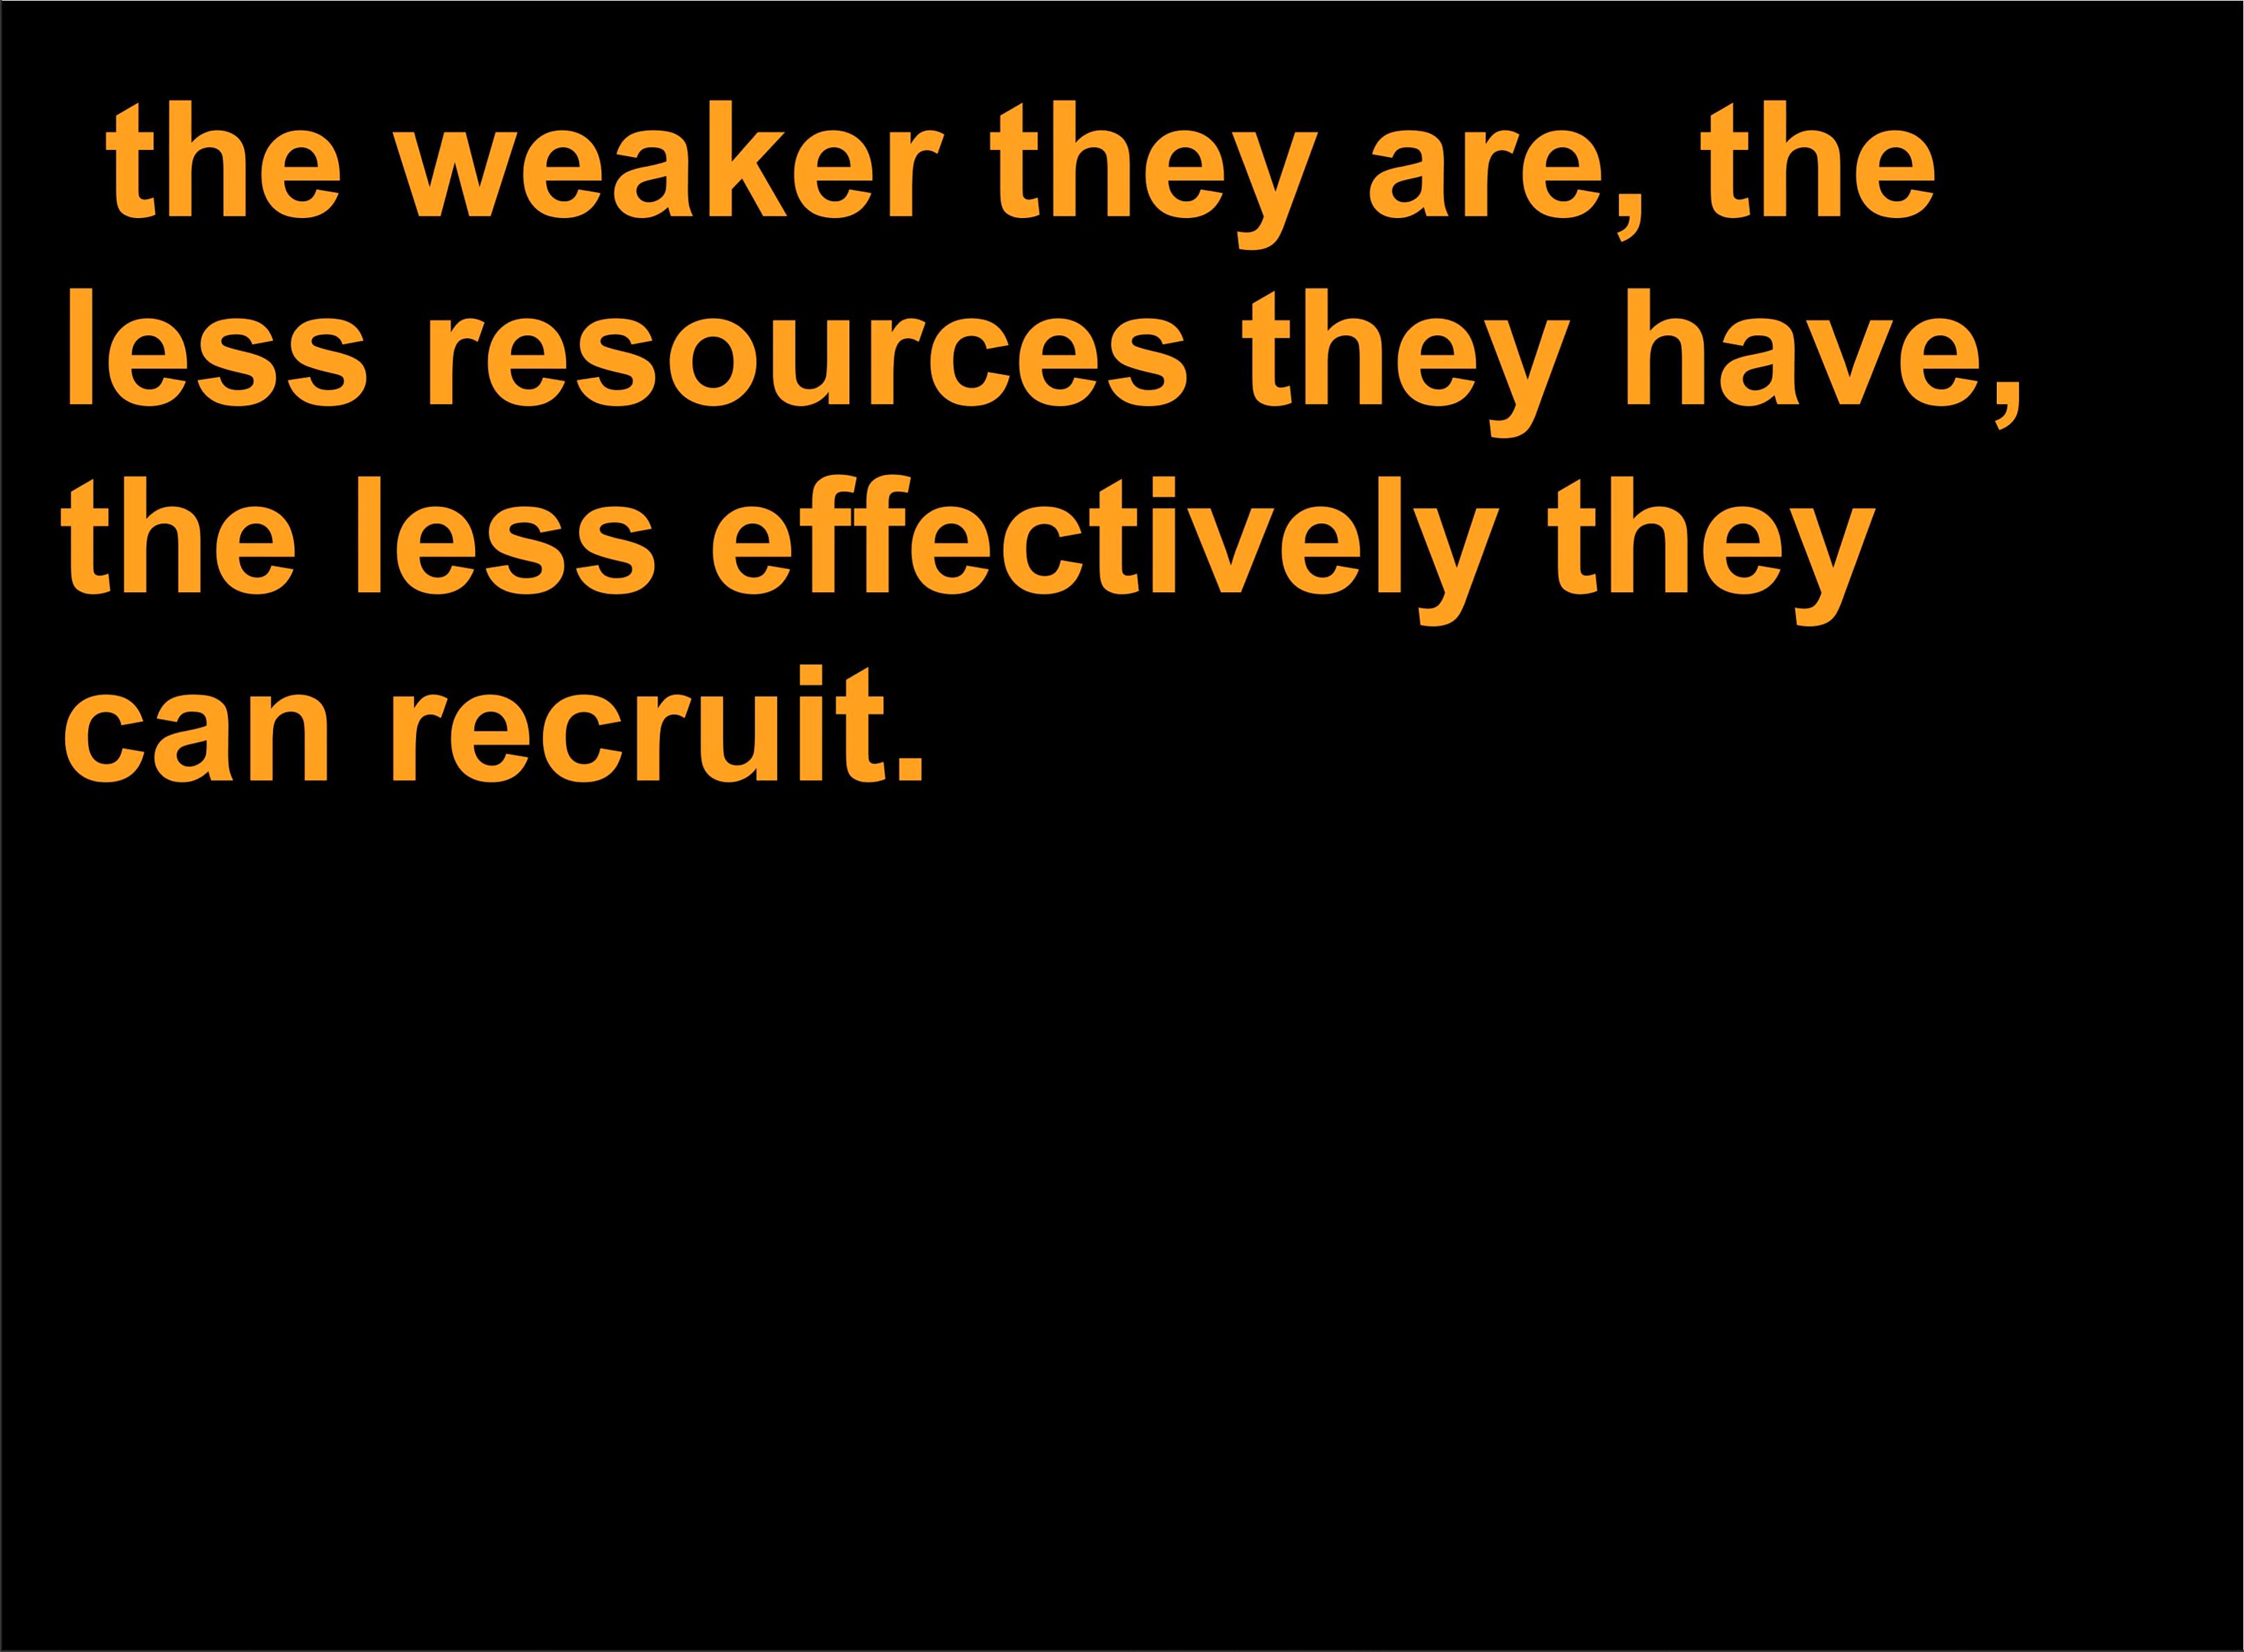 the weaker they are, the
less resources they have,
the less effectively they
can recruit.